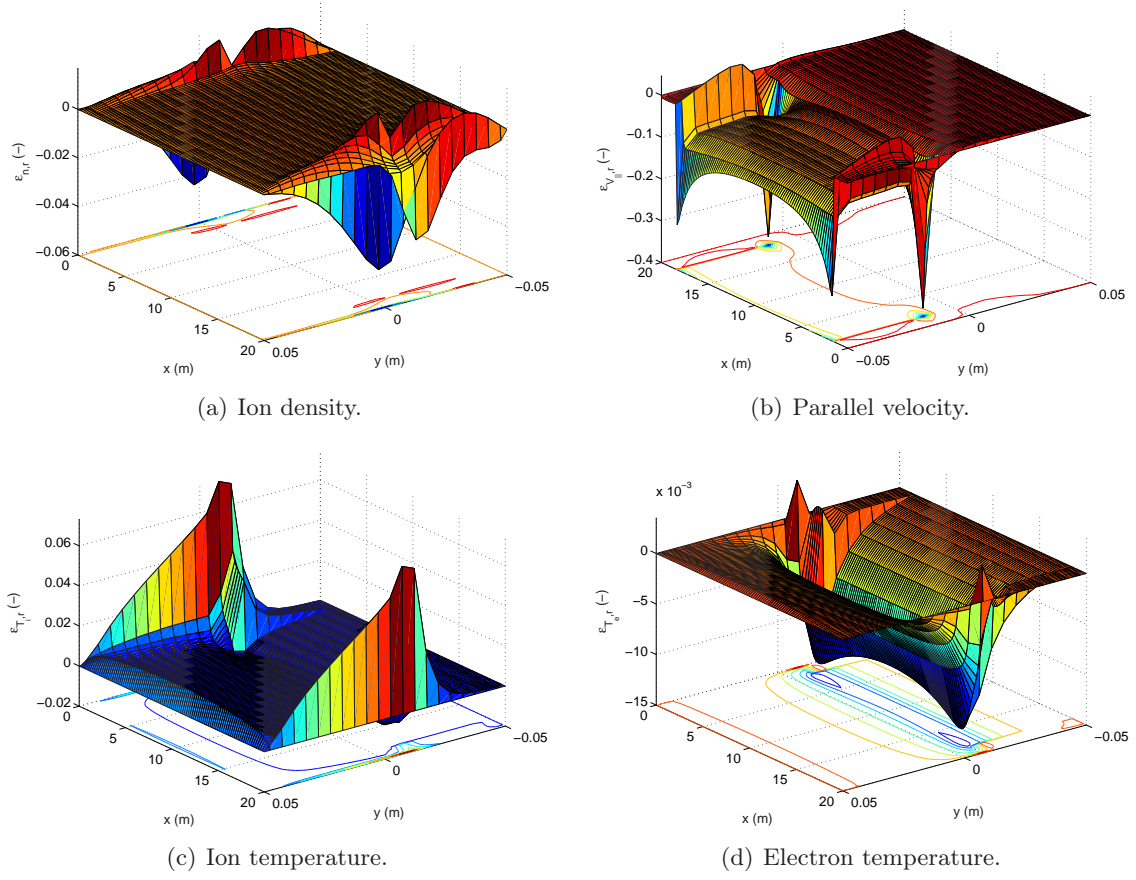 0
−0.02
−0.04
−0.06
ε_{n,r} (−)
0
5
10
15
20
x (m)
0.05
0
−0.05
y (m)
(a) Ion density.
0
−0.1
−0.2
−0.3
−0.4
ε_{V_{||},r} (−)
20
15
10
5
0
x (m)
−0.05
0
0.05
y (m)
(b) Parallel velocity.
0.06
0.04
0.02
0
−0.02
ε_{T_i,r} (−)
0
5
10
15
20
x (m)
0.05
0
−0.05
y (m)
(c) Ion temperature.
x 10^{−3}
0
−5
−10
−15
ε_{T_e,r} (−)
0
5
10
15
20
x (m)
0.05
0
−0.05
y (m)
(d) Electron temperature.